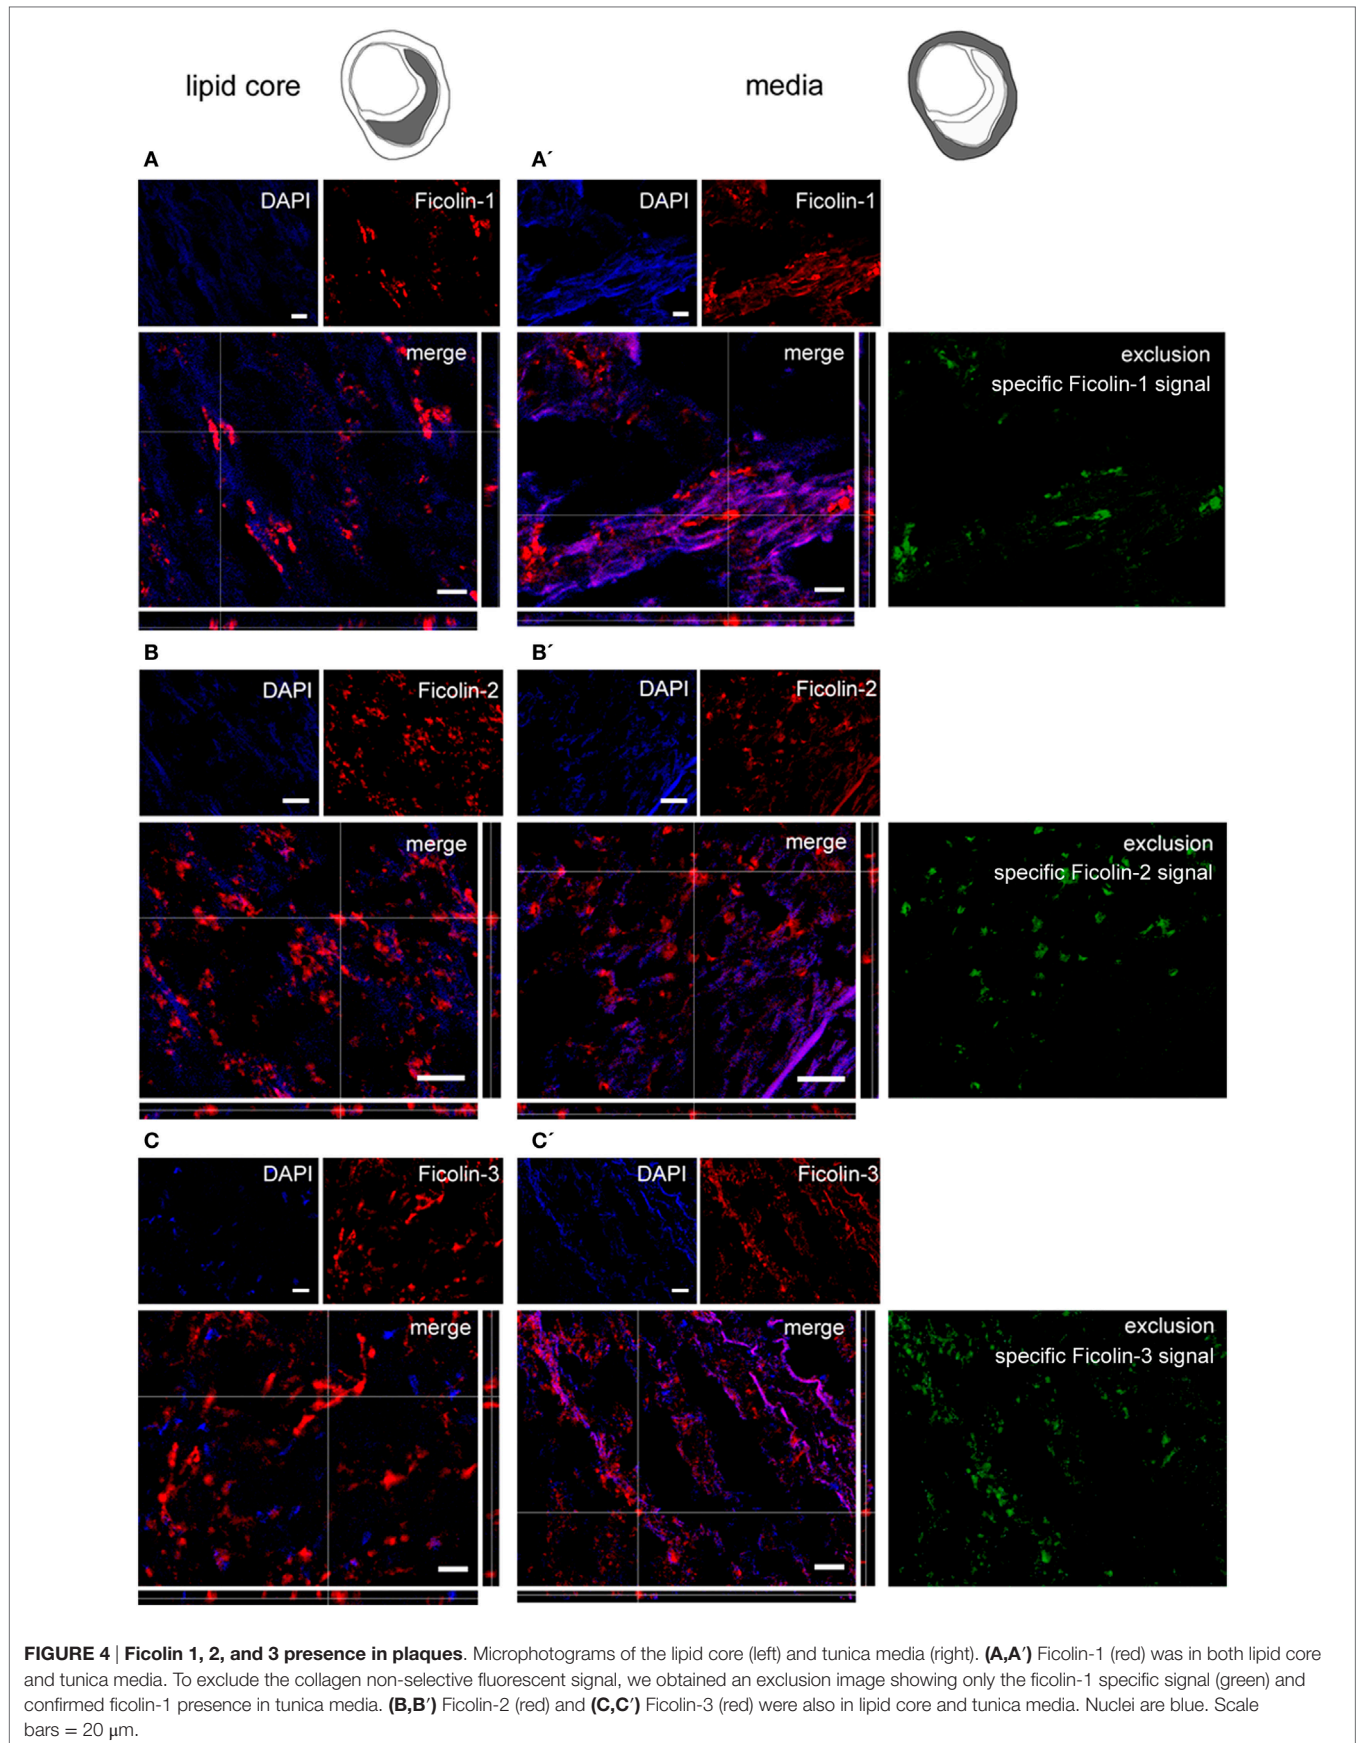 lipid core
media
A
A´
DAPI
Ficolin-1
DAPI
Ficolin-1
merge
merge
exclusion
specific Ficolin-1 signal
B
B´
DAPI
Ficolin-2
DAPI
Ficolin-2
merge
merge
exclusion
specific Ficolin-2 signal
C
C´
DAPI
Ficolin-3
DAPI
Ficolin-3
merge
merge
exclusion
specific Ficolin-3 signal
FIGURE 4 | Ficolin 1, 2, and 3 presence in plaques. Microphotograms of the lipid core (left) and tunica media (right). (A,A′) Ficolin-1 (red) was in both lipid core
and tunica media. To exclude the collagen non-selective fluorescent signal, we obtained an exclusion image showing only the ficolin-1 specific signal (green) and
confirmed ficolin-1 presence in tunica media. (B,B′) Ficolin-2 (red) and (C,C′) Ficolin-3 (red) were also in lipid core and tunica media. Nuclei are blue. Scale
bars = 20 μm.